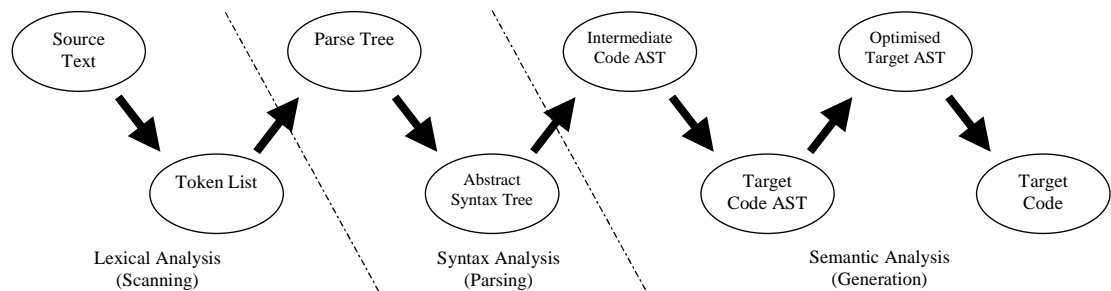 Source
Text
Parse Tree
Intermediate
Code AST
Optimised
Target AST
Token List
Abstract
Syntax Tree
Target
Code AST
Target
Code
Lexical Analysis
(Scanning)
Syntax Analysis
(Parsing)
Semantic Analysis
(Generation)